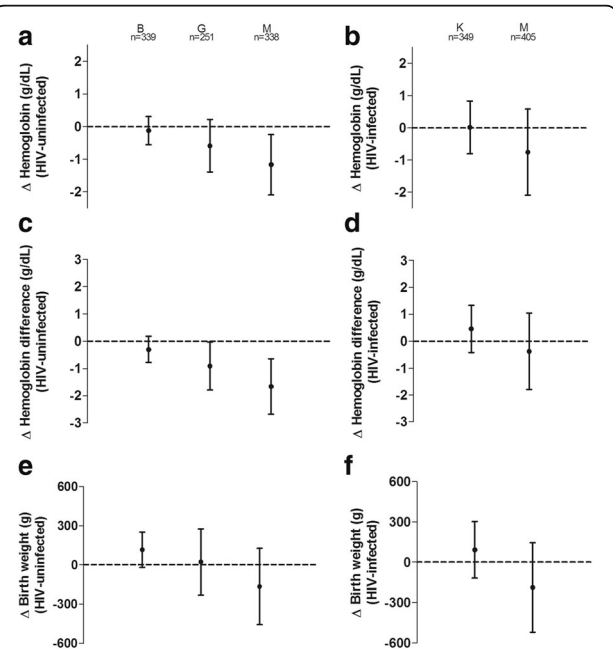 a
B G M
n=339 n=251 n=338
Δ Hemoglobin (g/dL)
(HIV-uninfected)
2
1
0
-1
-2
b
K M
n=349 n=405
Δ Hemoglobin (g/dL)
(HIV-infected)
2
1
0
-1
-2
c
Δ Hemoglobin difference (g/dL)
(HIV-uninfected)
3
2
1
0
-1
-2
-3
d
Δ Hemoglobin difference (g/dL)
(HIV-infected)
3
2
1
0
-1
-2
-3
e
Δ Birth weight (g)
(HIV-uninfected)
600
300
0
-300
-600
f
Δ Birth weight (g)
(HIV-infected)
600
300
0
-300
-600